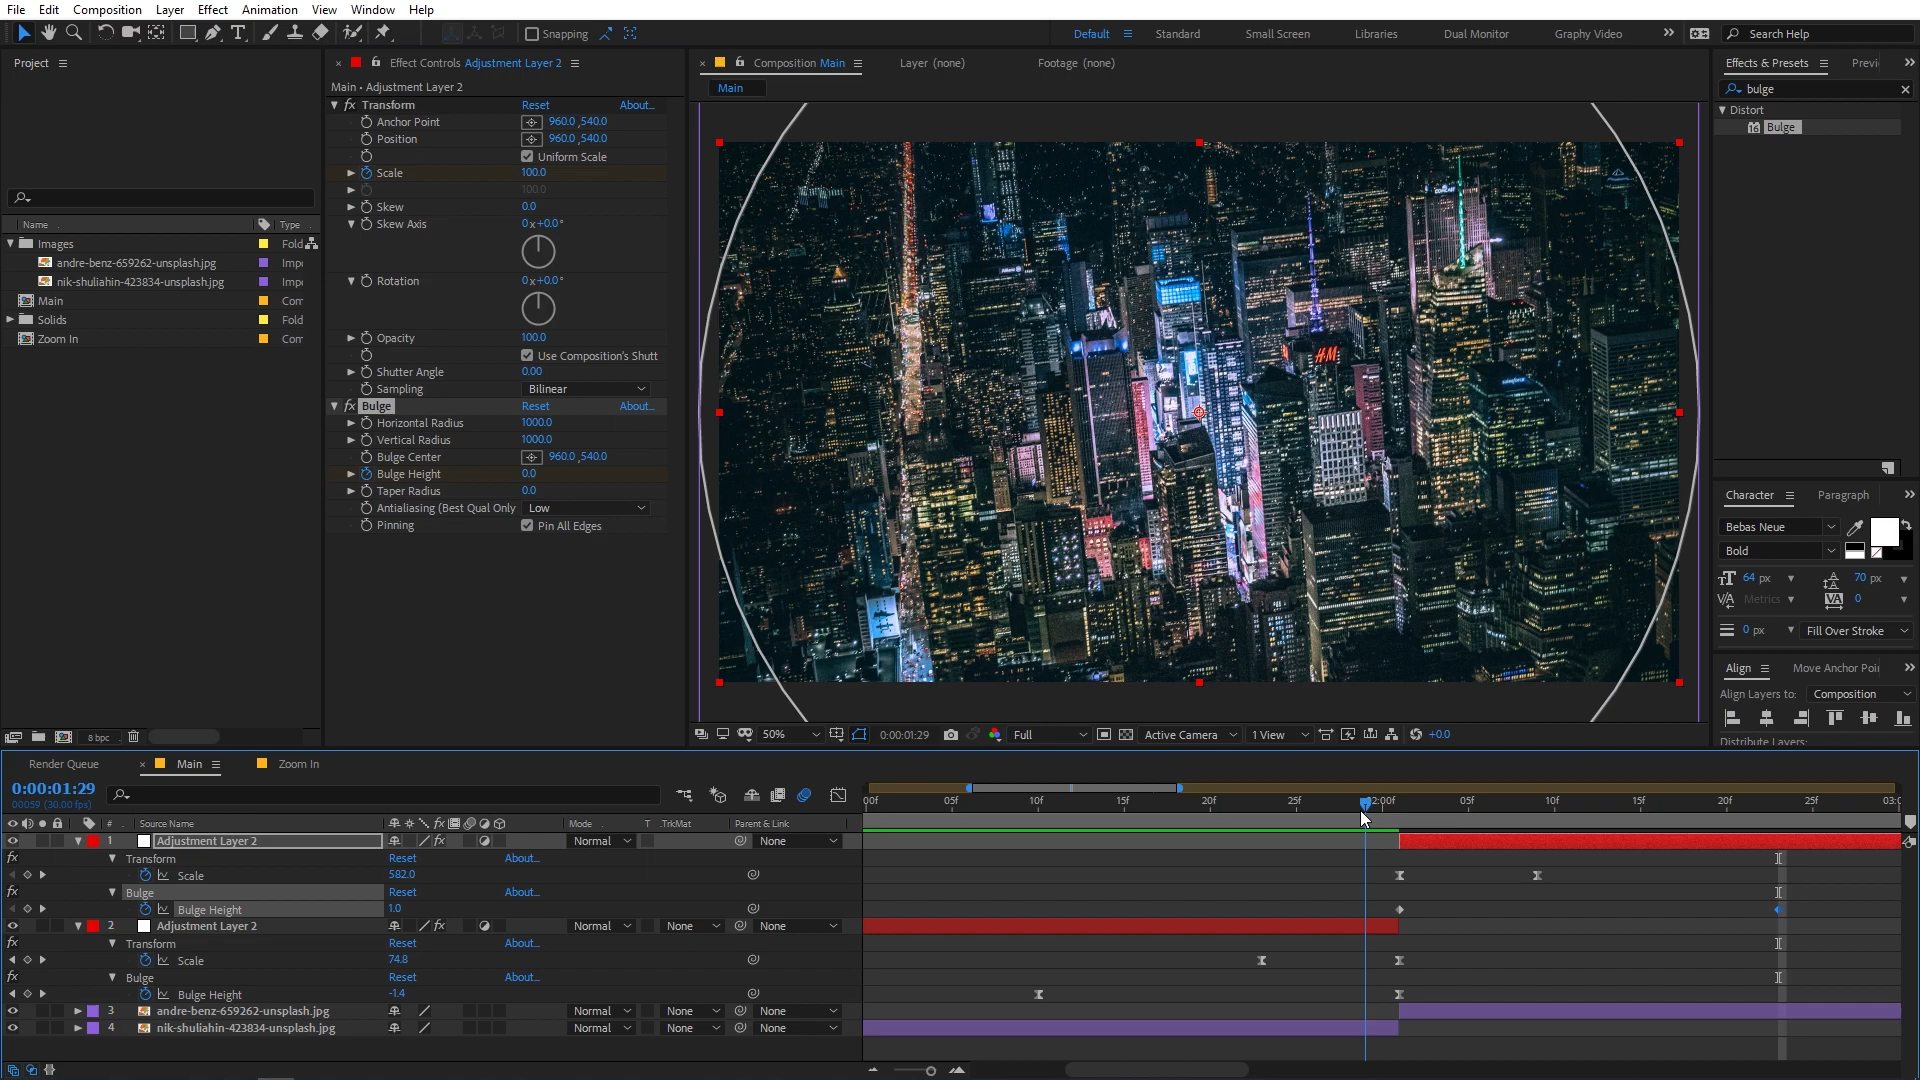 File Edit Composition Layer Effect Animation View Window Help
Snapping
Default Standard Small Screen Libraries Dual Monitor Graphy Video
Search Help
Project
Name Type
Images Fold
andre-benz-659262-unsplash.jpg Impo
nik-shuliahin-423834-unsplash.jpg Impo
Main Com
Solids Fold
Zoom In Com
8 bpc
Effect Controls Adjustment Layer 2
Main • Adjustment Layer 2
fx Transform Reset About...
Anchor Point 960.0 ,540.0
Position 960.0 ,540.0
Uniform Scale
Scale 100.0
100.0
Skew 0.0
Skew Axis 0x+0.0°
Rotation 0x+0.0°
Opacity 100.0
Use Composition's Shutt
Shutter Angle 0.00
Sampling Bilinear
fx Bulge Reset About...
Horizontal Radius 1000.0
Vertical Radius 1000.0
Bulge Center 960.0 ,540.0
Bulge Height 0.0
Taper Radius 0.0
Antialiasing (Best Qual Only Low
Pinning Pin All Edges
Composition Main Layer (none) Footage (none)
Main
H&M
50% 0:00:01:29 Full Active Camera 1 View +0.0
Effects & Presets Previ
bulge
Distort
Bulge
Character Paragraph
Bebas Neue
Bold
64 px 70 px
Metrics 0
0 px Fill Over Stroke
Align Move Anchor Poi
Align Layers to: Composition
Distribute Layers:
Render Queue Main Zoom In
0:00:01:29
00059 (30.00 fps)
00f 05f 10f 15f 20f 25f 02:00f 05f 10f 15f 20f 25f 03:0
# Source Name Mode T .TrkMat Parent & Link
1 Adjustment Layer 2 fx Normal None
fx Transform Reset About...
Scale 582.0
fx Bulge Reset About...
Bulge Height 1.0
2 Adjustment Layer 2 fx Normal None None
fx Transform Reset About...
Scale 74.8
fx Bulge Reset About...
Bulge Height -1.4
3 andre-benz-659262-unsplash.jpg Normal None None
4 nik-shuliahin-423834-unsplash.jpg Normal None None